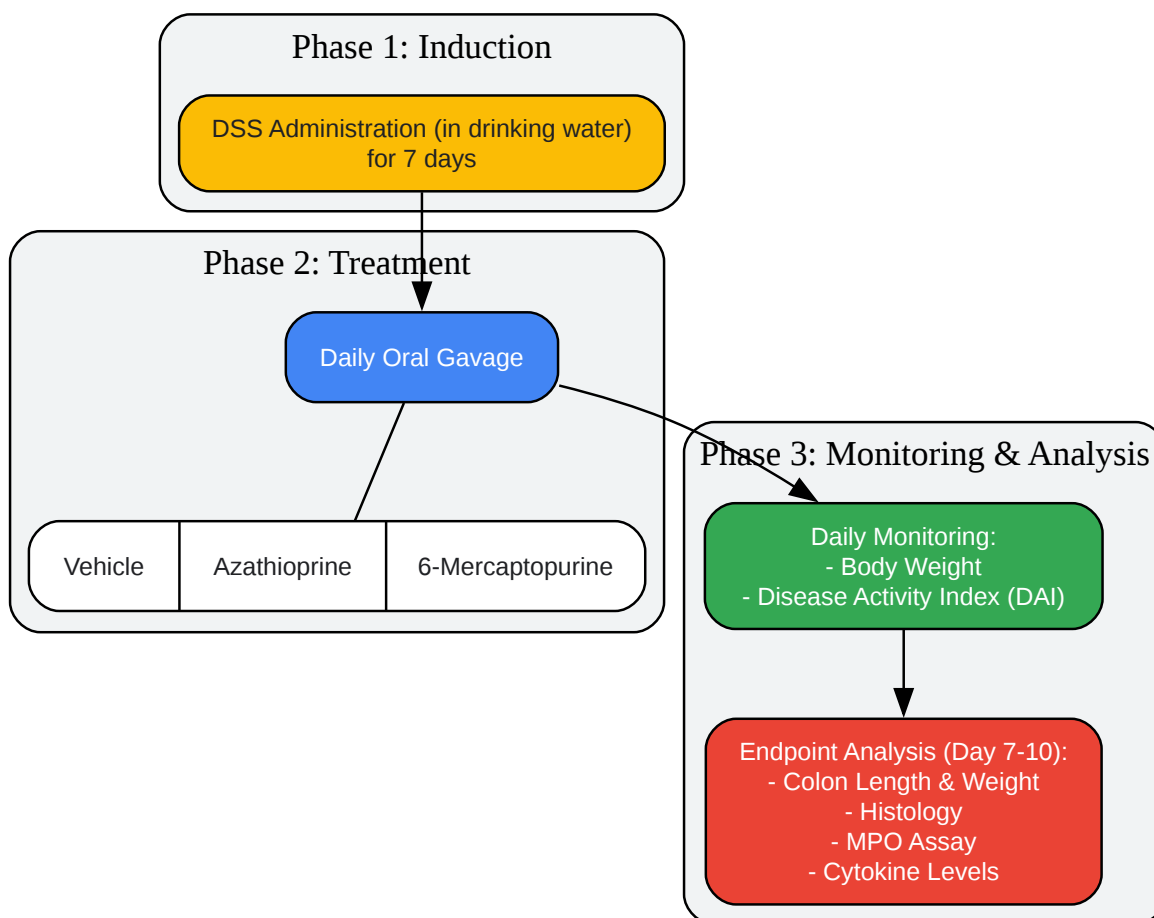 Phase 1: Induction
DSS Administration (in drinking water)
for 7 days
Phase 2: Treatment
Daily Oral Gavage
Vehicle
Azathioprine
6-Mercaptopurine
Phase 3: Monitoring & Analysis
Daily Monitoring:
- Body Weight
- Disease Activity Index (DAI)
Endpoint Analysis (Day 7-10):
- Colon Length & Weight
- Histology
- MPO Assay
- Cytokine Levels